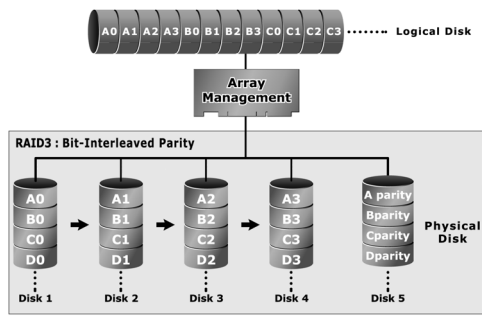 A0 A1 A2 A3 B0 B1 B2 B3 C0 C1 C2 C3 Logical Disk
Array
Management
RAID3 : Bit-Interleaved Parity
A0 A1 A2 A3 A parity
B0 B1 B2 B3 Bparity
C0 C1 C2 C3 Cparity
D0 D1 D2 D3 Dparity
Physical
Disk
Disk 1 Disk 2 Disk 3 Disk 4 Disk 5